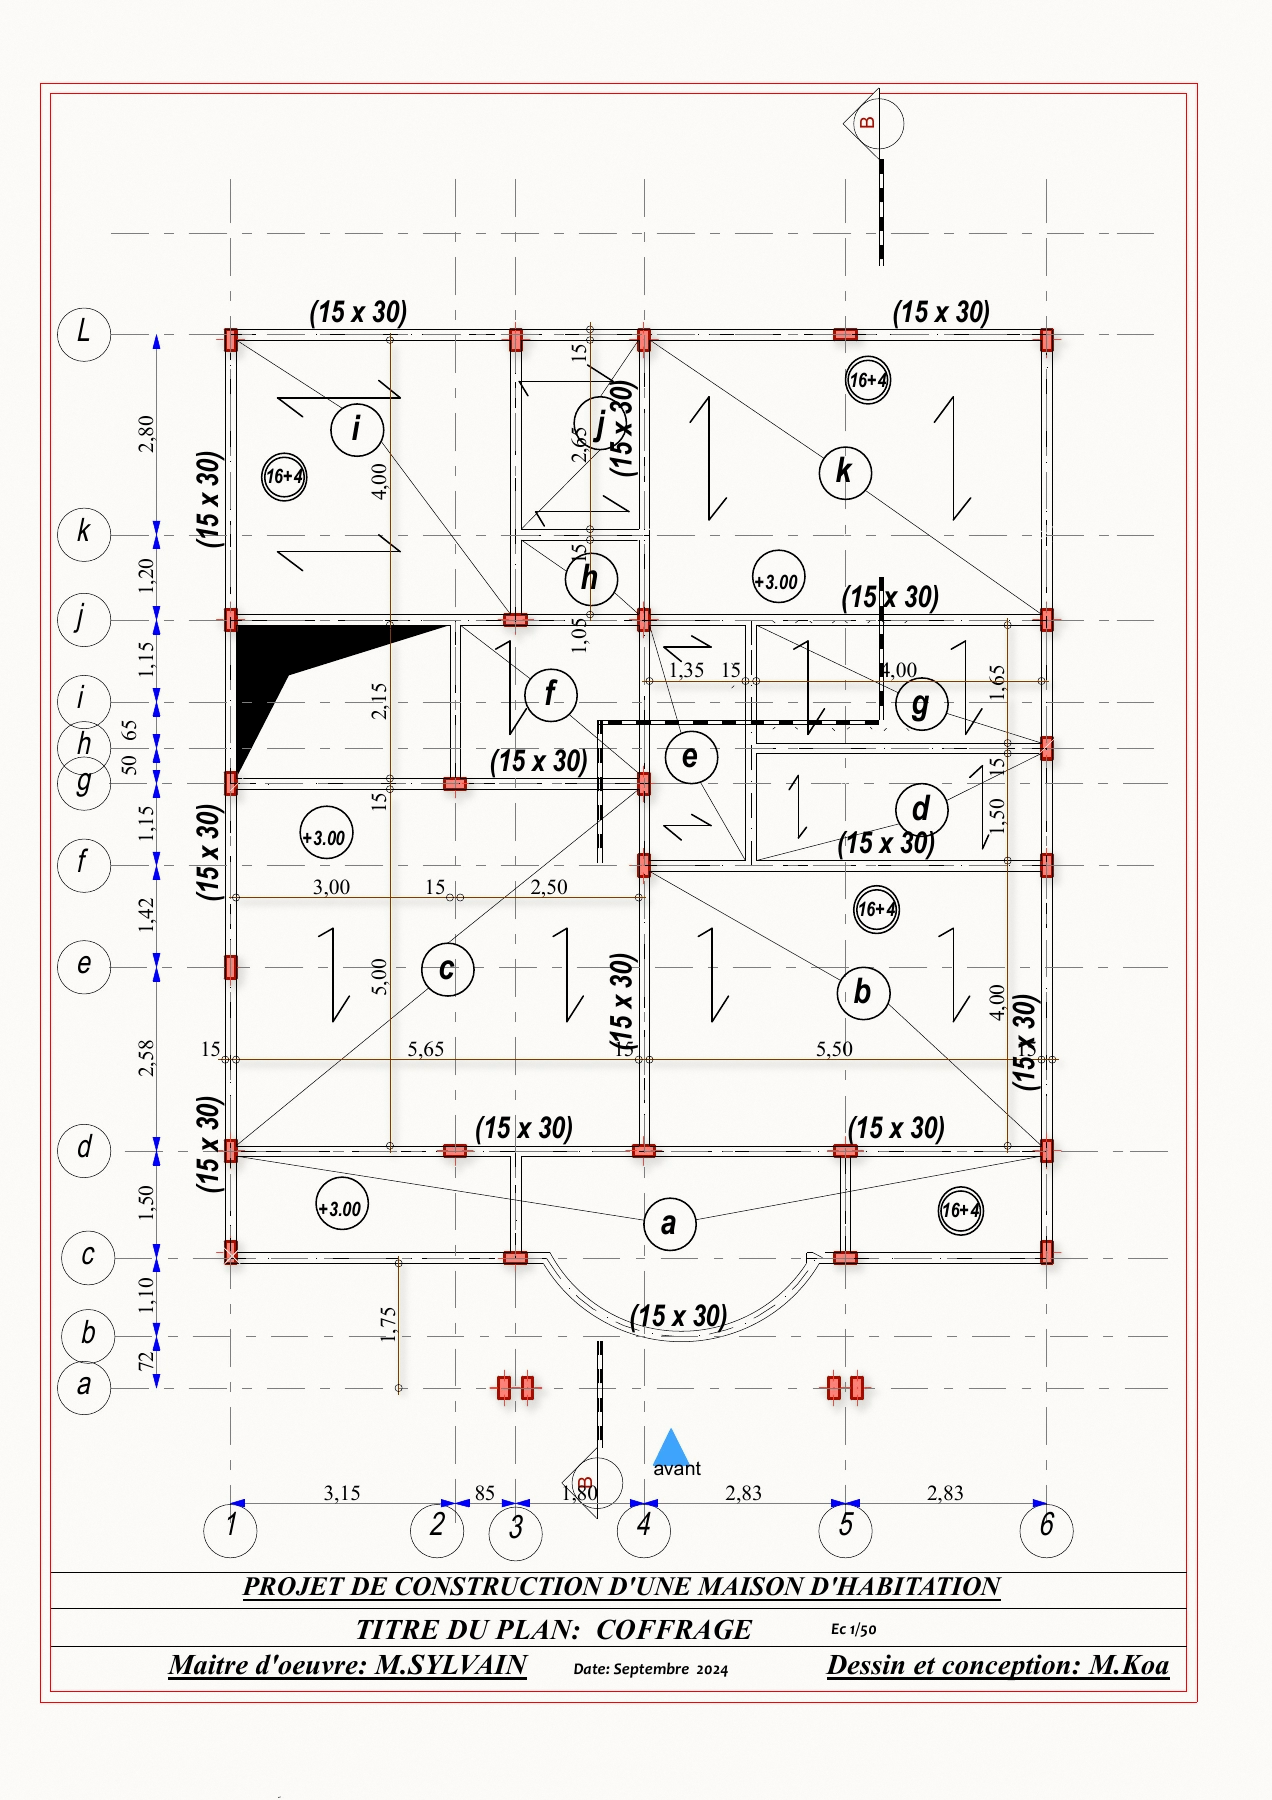 B
(15 x 30) (15 x 30)
L
15
16+4
i
j
2,80
2,65
(15 x 30)
k
(15 x 30)
16+4
4,00
k
15
h
+3.00
1,20
(15 x 30)
j
1,05
1,15
1,35 15 4,00
1,65
f
2,15
g
i
65
h
(15 x 30)
e
50
15
g
15
d
1,50
1,15
(15 x 30)
+3.00
(15 x 30)
f
3,00 15 2,50
16+4
1,42
e
c
5,00
b
4,00
(15 x 30)
(15 x 30)
2,58
15 5,65 15 5,50 15
(15 x 30) (15 x 30)
d
(15 x 30)
1,50
+3.00
a
16+4
c
1,10
1,75
(15 x 30)
b
72
a
avant
B
3,15 85 1,80 2,83 2,83
1 2 3 4 5 6
PROJET DE CONSTRUCTION D'UNE MAISON D'HABITATION
TITRE DU PLAN: COFFRAGE Ec 1/50
Maitre d'oeuvre: M.SYLVAIN Date: Septembre 2024 Dessin et conception: M.Koa